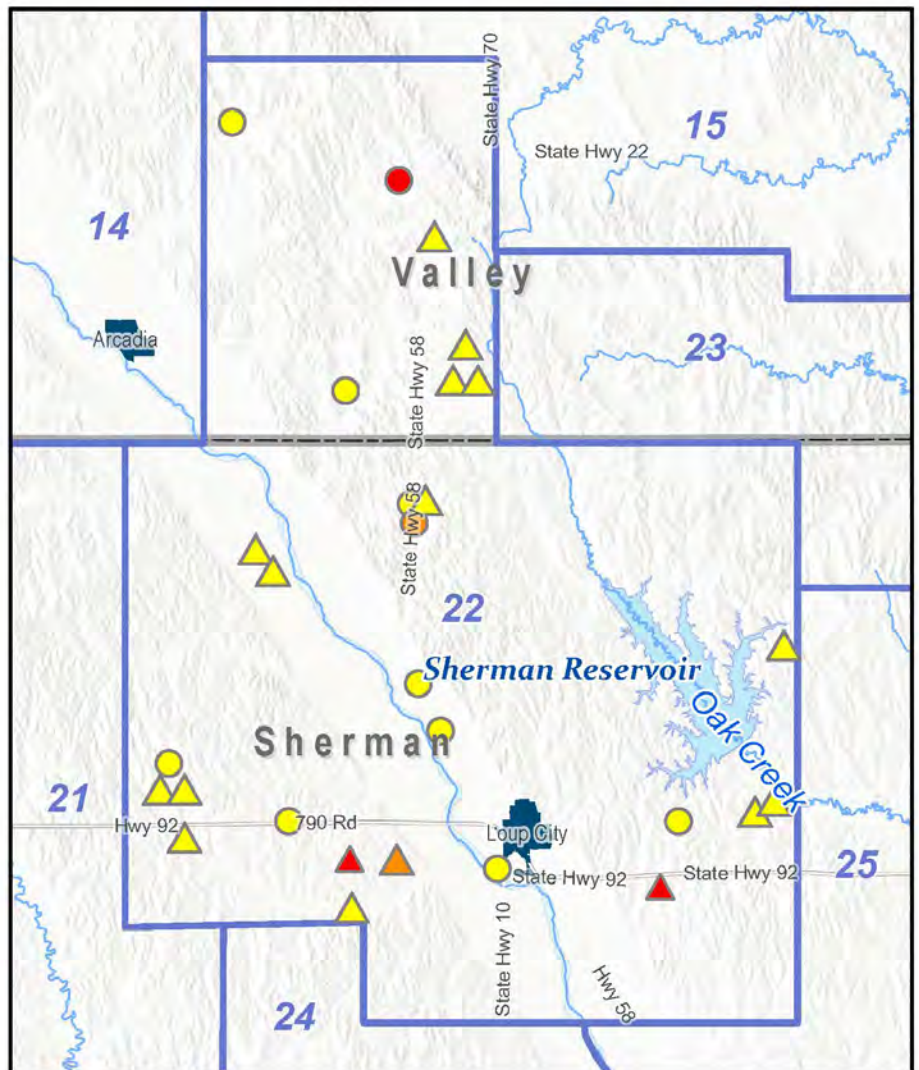 State Hwy 70
15
State Hwy 22
14
Valley
Arcadia
State Hwy 58
23
State Hwy 58
22
Sherman Reservoir
Oak Creek
Sherman
21
Hwy 92
790 Rd
Loup City
State Hwy 92
State Hwy 92
25
State Hwy 10
Hwy 58
24